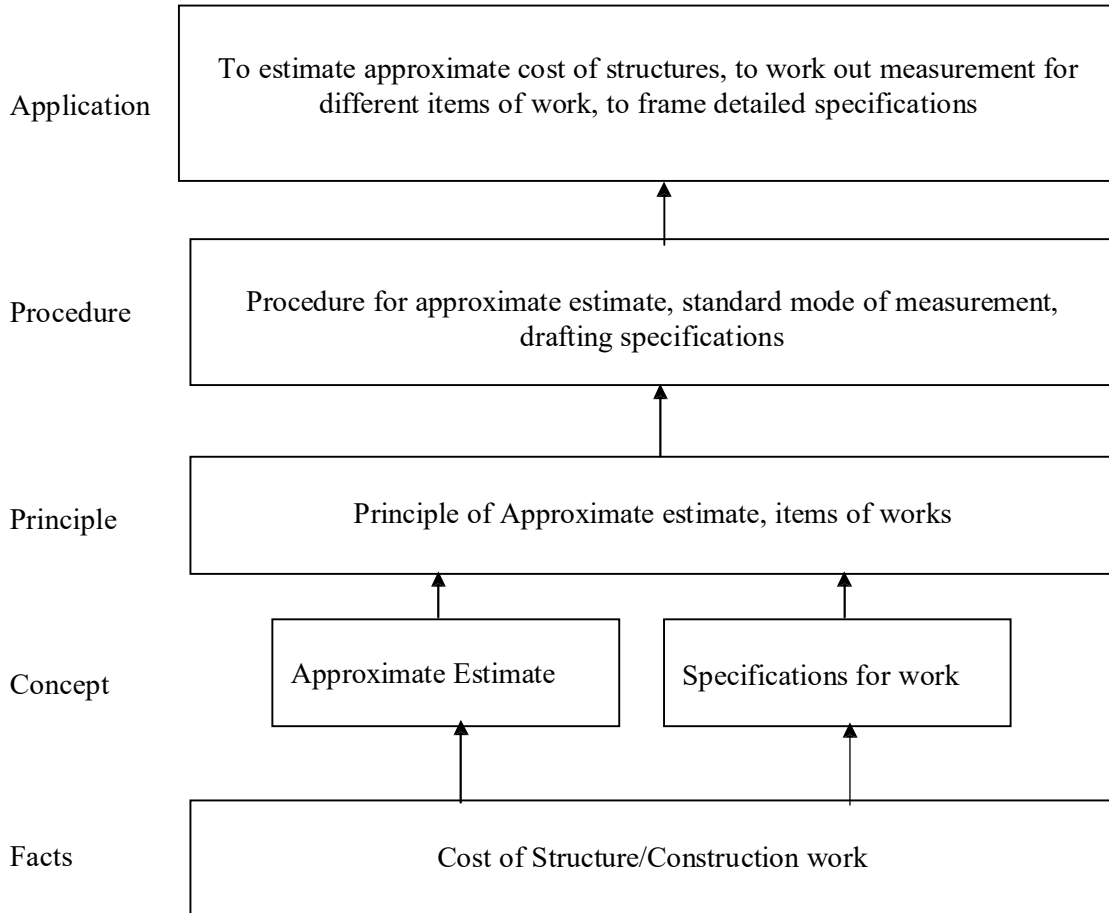 Application
To estimate approximate cost of structures, to work out measurement for
different items of work, to frame detailed specifications
Procedure
Procedure for approximate estimate, standard mode of measurement,
drafting specifications
Principle
Principle of Approximate estimate, items of works
Concept
Approximate Estimate
Specifications for work
Facts
Cost of Structure/Construction work